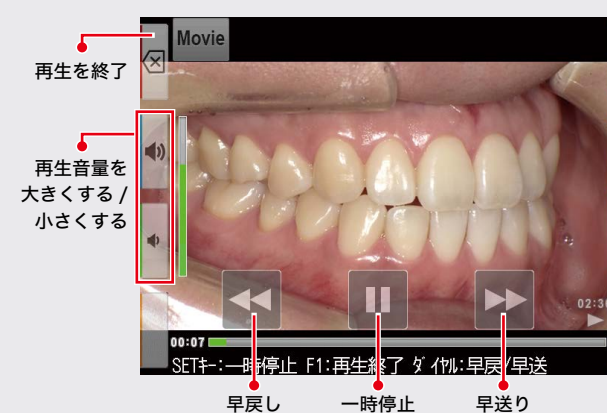 Movie
再生を終了
再生音量を
大きくする /
小さくする
02:30
00:07
SETｷｰ:一時停止 F1:再生終了 ﾀﾞｲﾔﾙ:早戻/早送
早戻し
一時停止
早送り